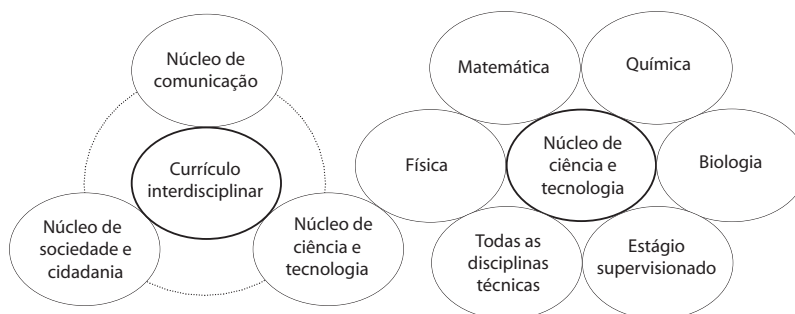 Núcleo de
comunicação
Currículo
interdisciplinar
Núcleo de
sociedade e
cidadania
Núcleo de
ciência e
tecnologia
Matemática
Química
Física
Núcleo de
ciência e
tecnologia
Biologia
Todas as
disciplinas
técnicas
Estágio
supervisionado